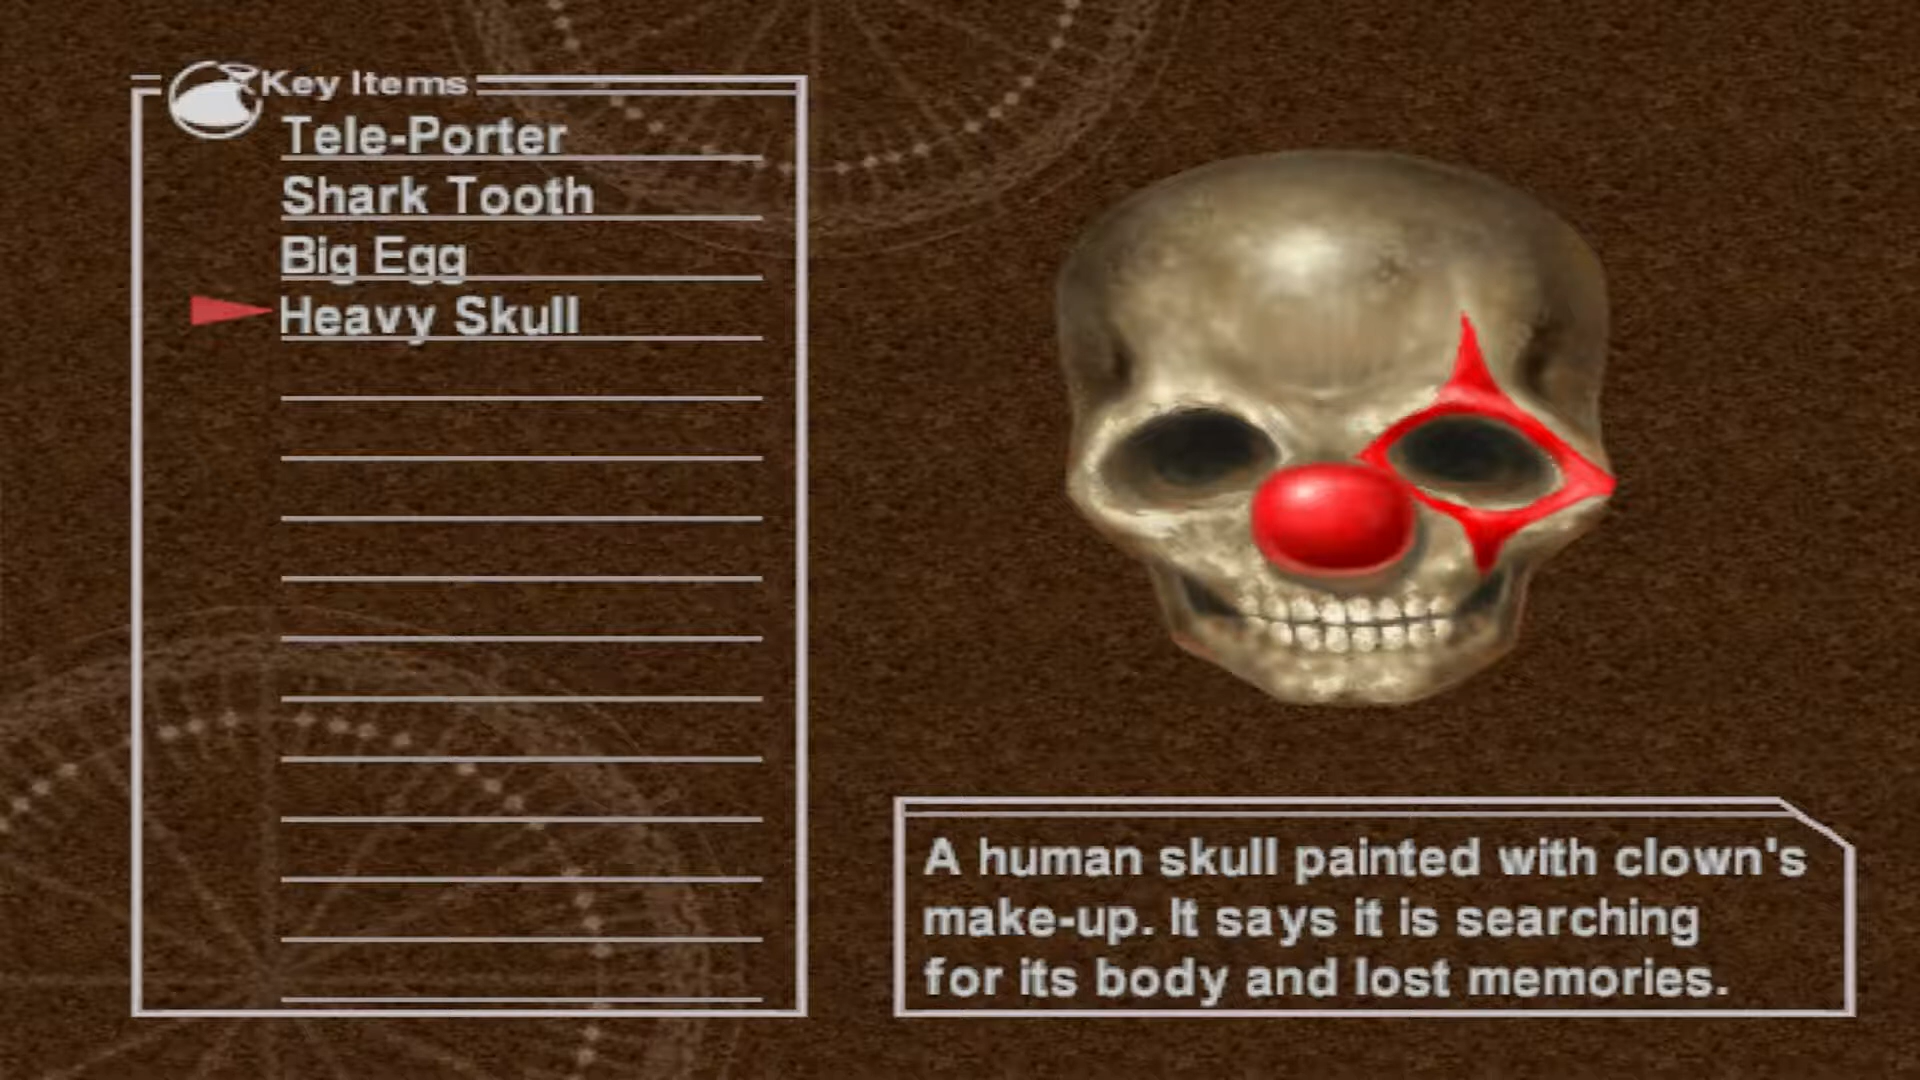 Key Items
Tele-Porter
Shark Tooth
Big Egg
Heavy Skull
A human skull painted with clown's
make-up. It says it is searching
for its body and lost memories.